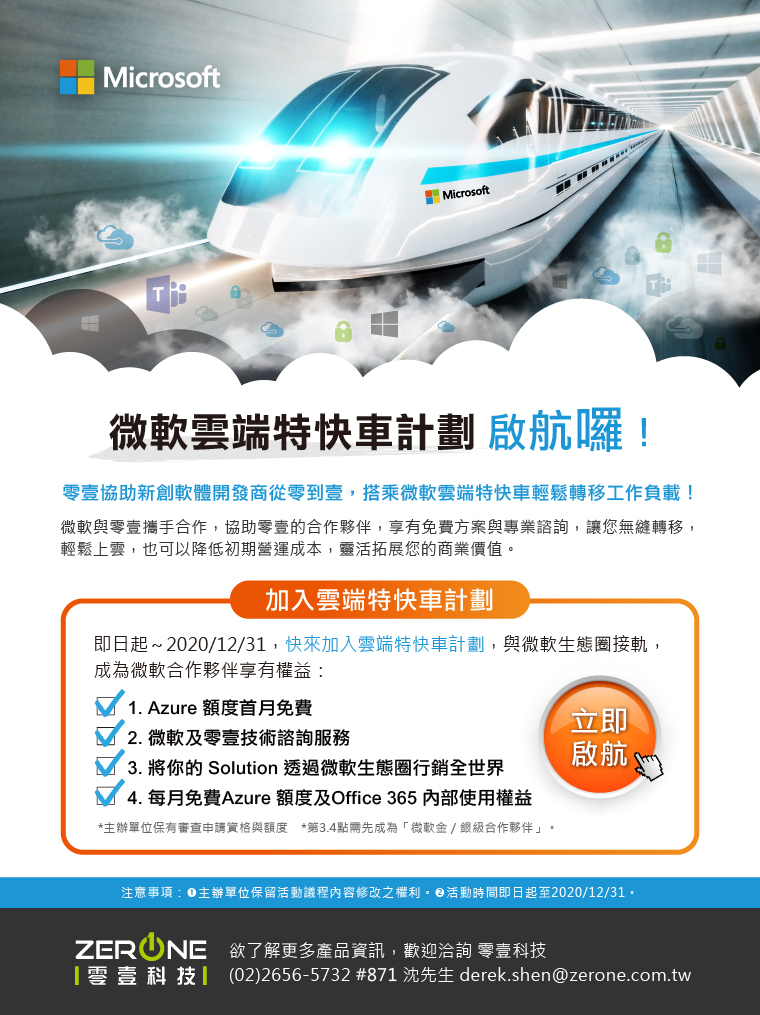 Microsoft
Microsoft
微軟雲端特快車計劃 啟航囉！
零壹協助新創軟體開發商從零到壹，搭乘微軟雲端特快車輕鬆轉移工作負載！
微軟與零壹攜手合作，協助零壹的合作夥伴，享有免費方案與專業諮詢，讓您無縫轉移，
輕鬆上雲，也可以降低初期營運成本，靈活拓展您的商業價值。
加入雲端特快車計劃
即日起~2020/12/31，快來加入雲端特快車計劃，與微軟生態圈接軌，
成為微軟合作夥伴享有權益：
1. Azure 額度首月免費
2. 微軟及零壹技術諮詢服務
3. 將你的 Solution 透過微軟生態圈行銷全世界
4. 每月免費Azure 額度及Office 365 內部使用權益
立即
啟航
*主辦單位保有審查申請資格與額度 *第3.4點需先成為「微軟金 / 銀級合作夥伴」。
注意事項：❶主辦單位保留活動議程內容修改之權利。❷活動時間即日起至2020/12/31。
ZERONE
零壹科技
欲了解更多產品資訊，歡迎洽詢 零壹科技
(02)2656-5732 #871 沈先生 derek.shen@zerone.com.tw